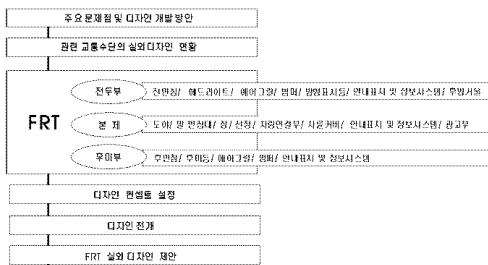 주요 문제점 및 디자인 개발 방안
관련 교통수단의 실외디자인 현황
FRT
전두부
전면창/ 헤드라이트/ 에어그릴/ 범퍼/ 방향표시등/ 안내표시 및 정보시스템/ 후방거울
본 체
도어/ 발 판/ 창/ 천정/ 차량연결부/ 차륜커버/ 안내표시 및 정보시스템/ 광고부
후미부
후면창/ 후미등/ 에어그릴/ 범퍼/ 안내표시 및 정보시스템
디자인 컨셉트 설정
디자인 전개
FRT 실외 디자인 제안